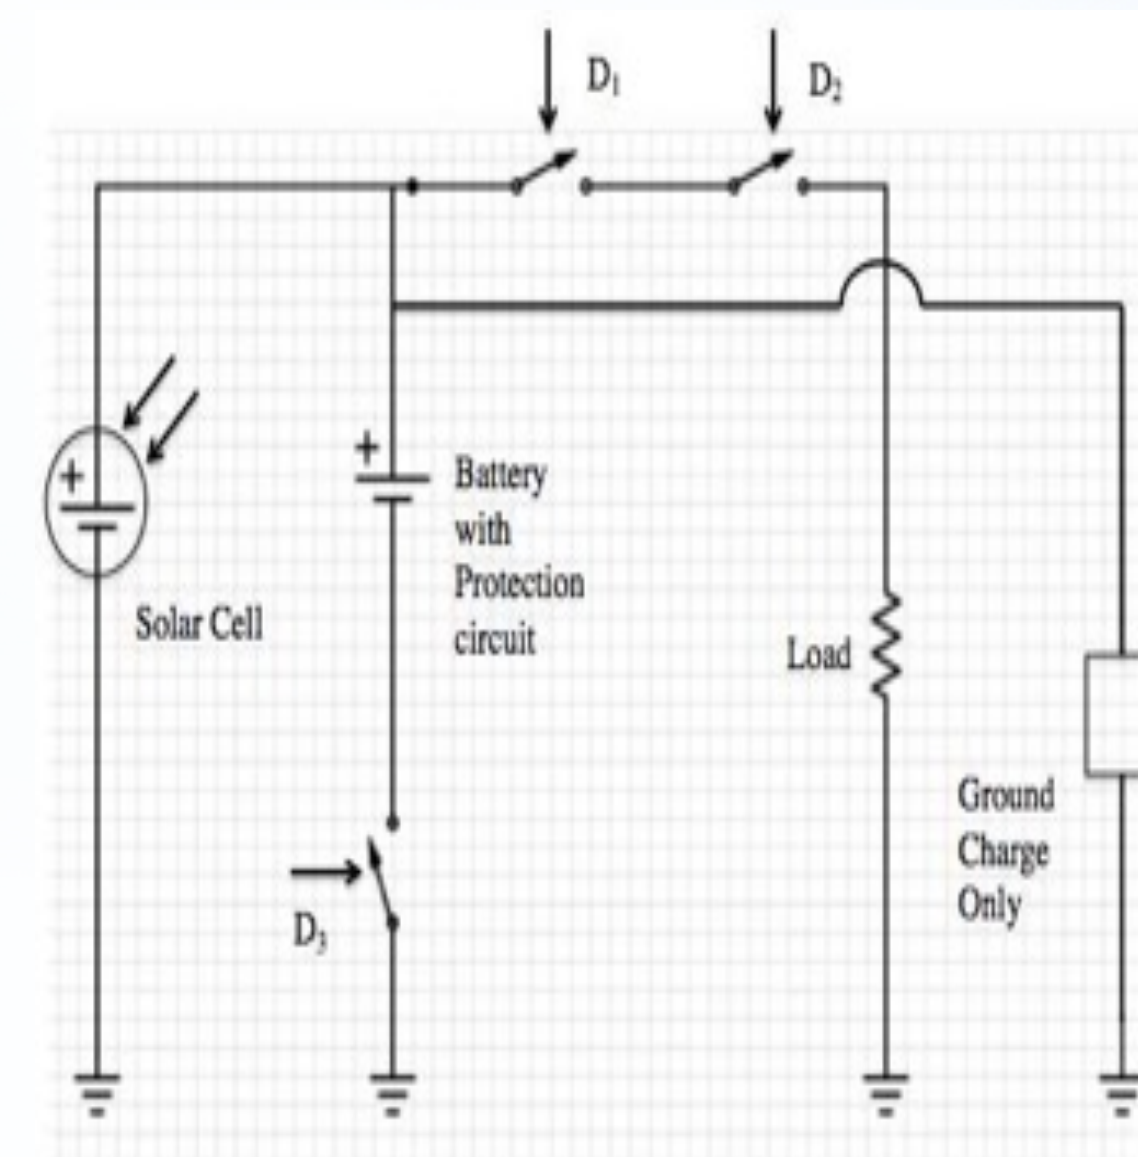 D₁
D₂
+
+
Battery
with
Protection
circuit
Solar Cell
Load
Ground
Charge
Only
D₃